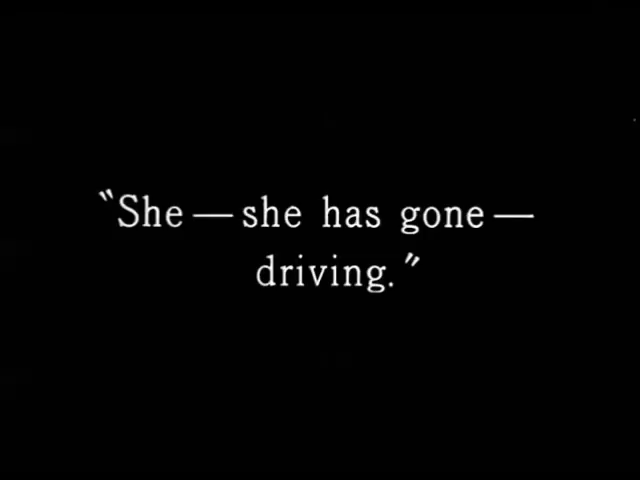 "She — she has gone —
driving."